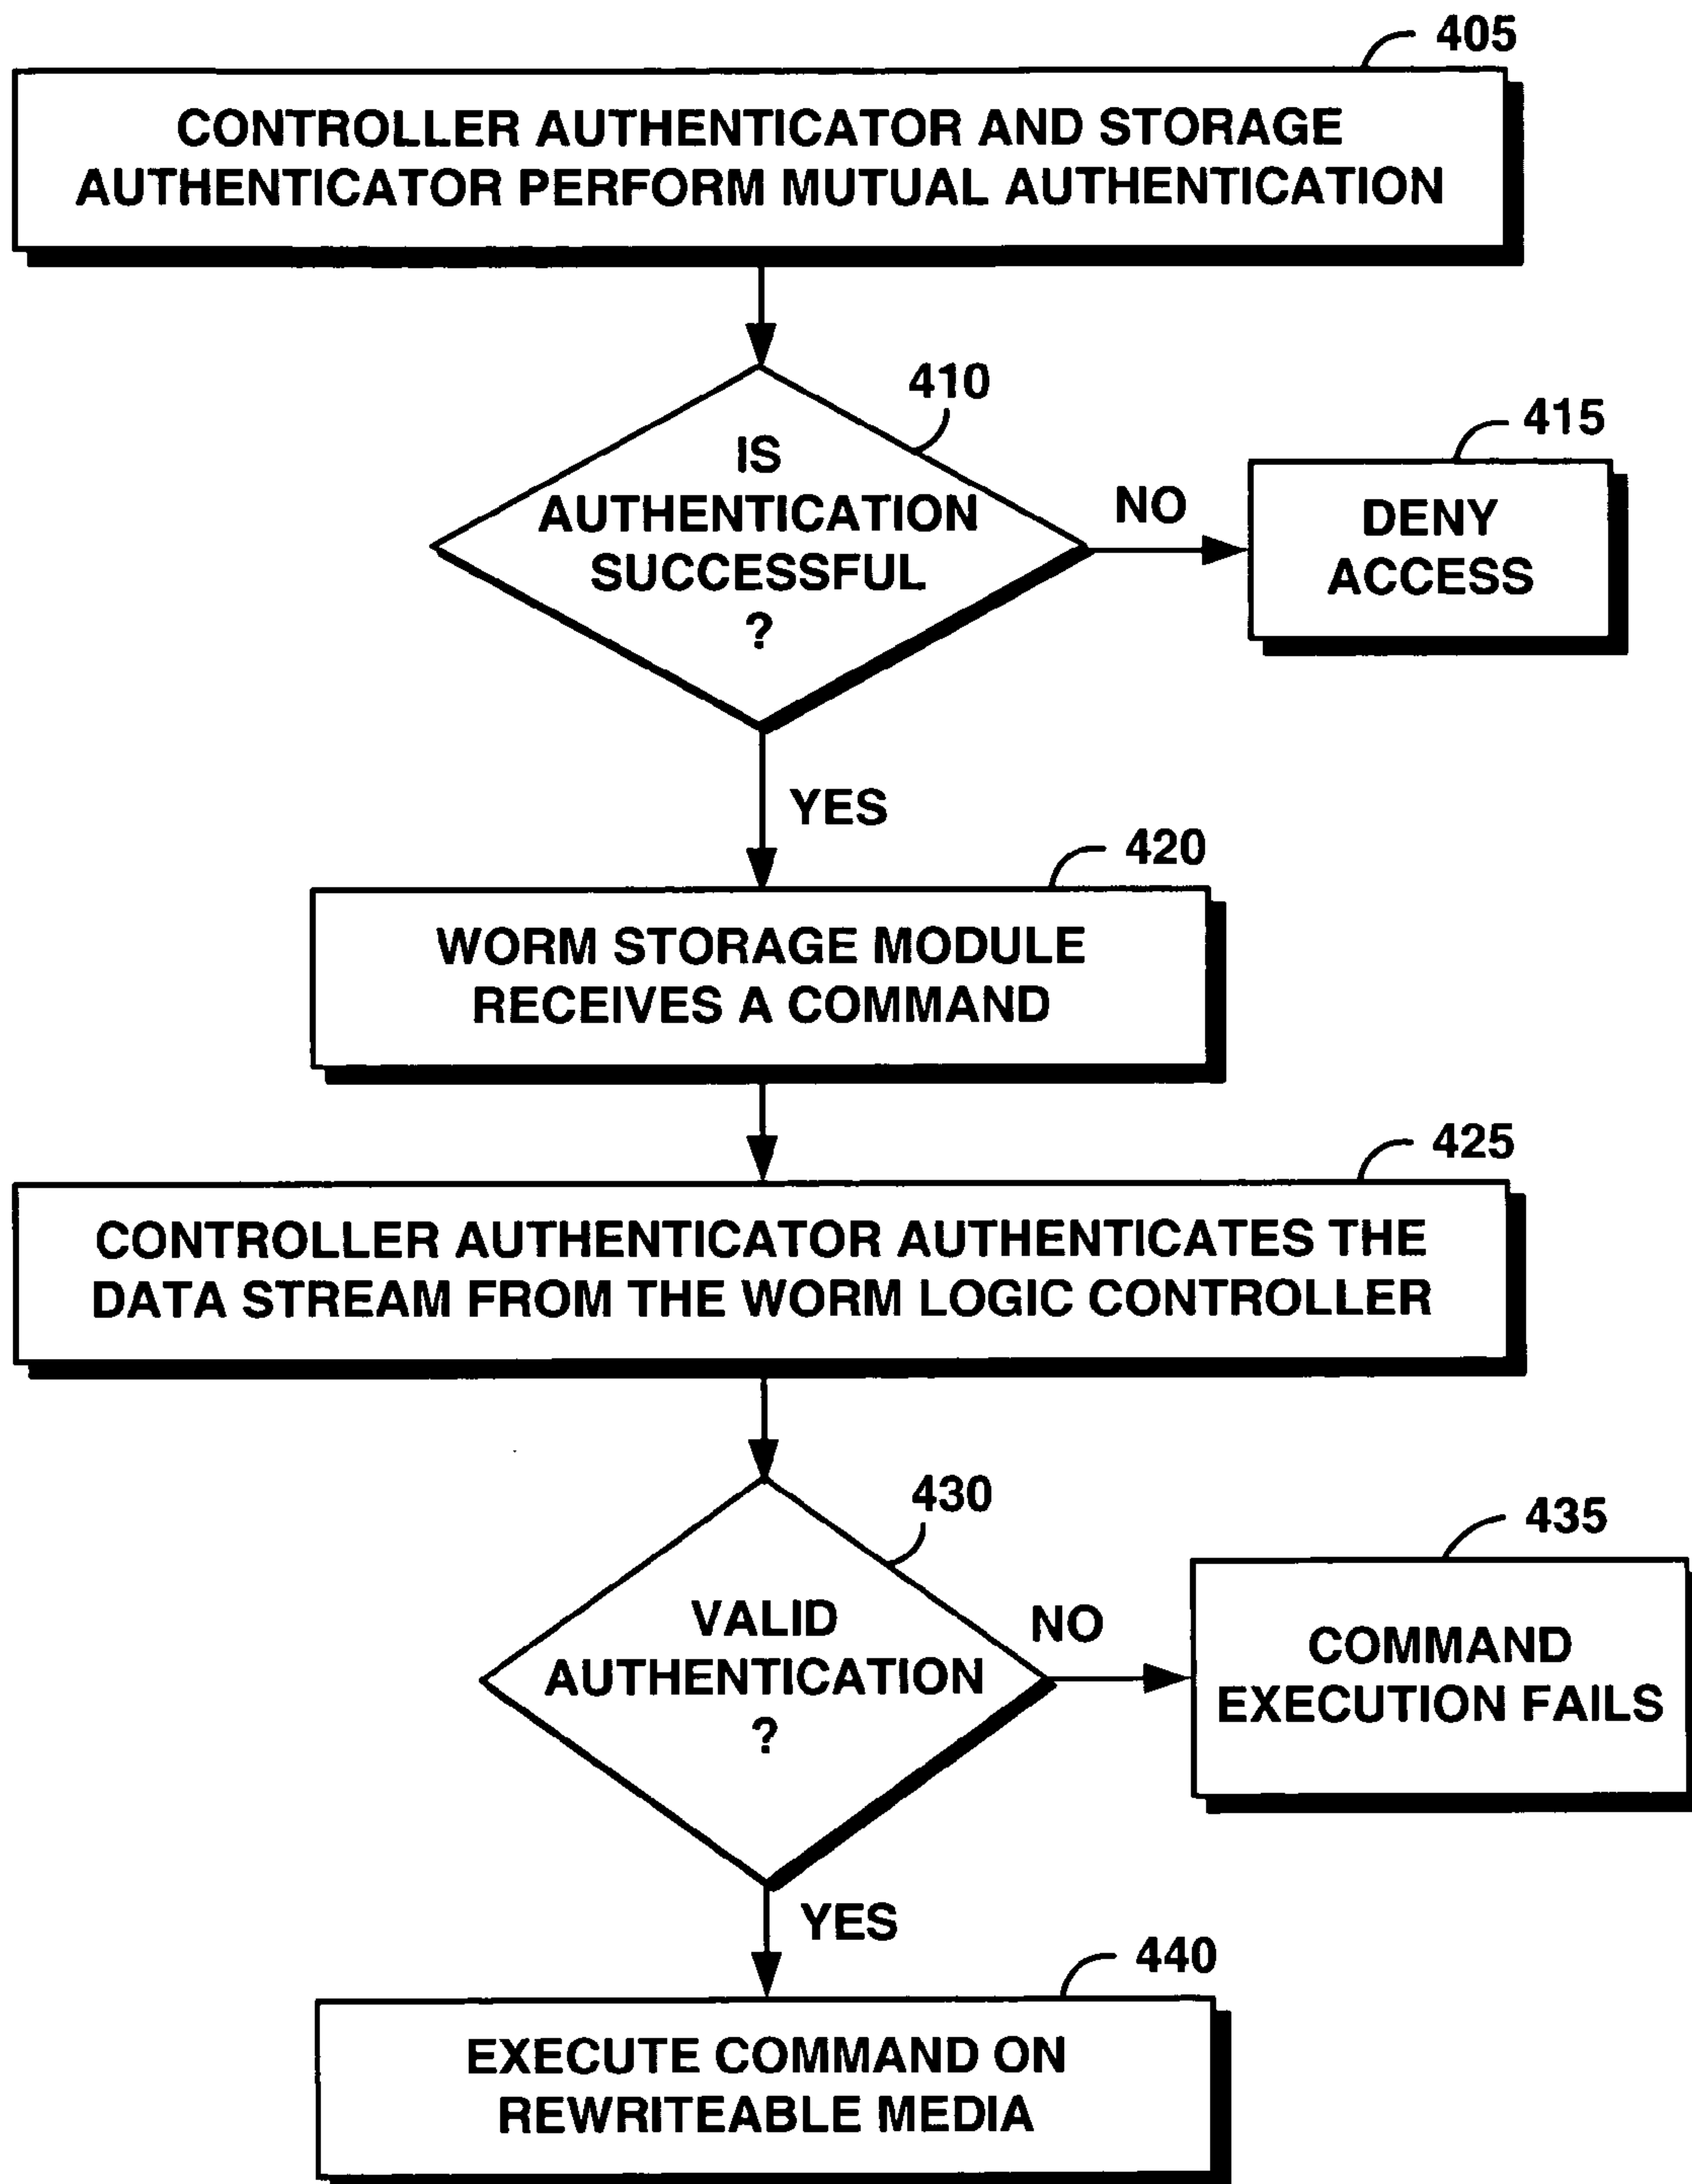 405
CONTROLLER AUTHENTICATOR AND STORAGE
AUTHENTICATOR PERFORM MUTUAL AUTHENTICATION
410
IS
AUTHENTICATION
SUCCESSFUL
?
NO
415
DENY
ACCESS
YES
420
WORM STORAGE MODULE
RECEIVES A COMMAND
425
CONTROLLER AUTHENTICATOR AUTHENTICATES THE
DATA STREAM FROM THE WORM LOGIC CONTROLLER
430
VALID
AUTHENTICATION
?
NO
435
COMMAND
EXECUTION FAILS
YES
440
EXECUTE COMMAND ON
REWRITEABLE MEDIA